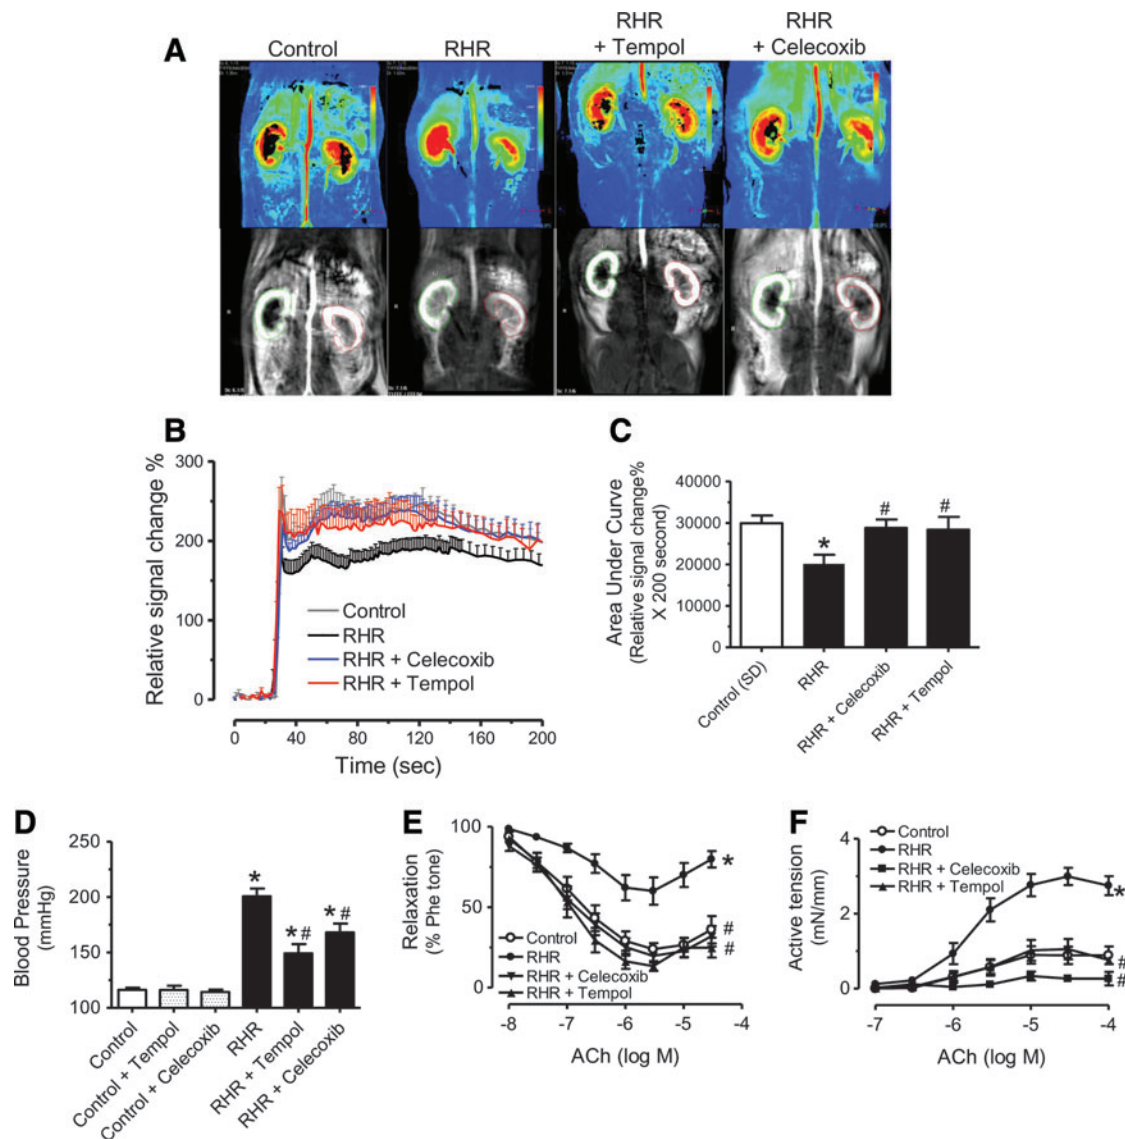 A
Control
RHR
RHR
+ Tempol
RHR
+ Celecoxib
B
Relative signal change %
300
200
100
0
Control
RHR
RHR + Celecoxib
RHR + Tempol
0 40 80 120 160 200
Time (sec)
C
Area Under Curve
(Relative signal change%
X 200 second)
40000
30000
20000
10000
0
*
#
#
Control (SD)
RHR
RHR + Celecoxib
RHR + Tempol
D
Blood Pressure
(mmHg)
250
200
150
100
*
*#
*#
Control
Control + Tempol
Control + Celecoxib
RHR
RHR + Tempol
RHR + Celecoxib
E
Relaxation
(% Phe tone)
100
50
0
*
#
#
Control
RHR
RHR + Celecoxib
RHR + Tempol
-8 -7 -6 -5 -4
ACh (log M)
F
Active tension
(mN/mm)
4
2
0
Control
RHR
RHR + Celecoxib
RHR + Tempol
*
#
#
-7 -6 -5 -4
ACh (log M)